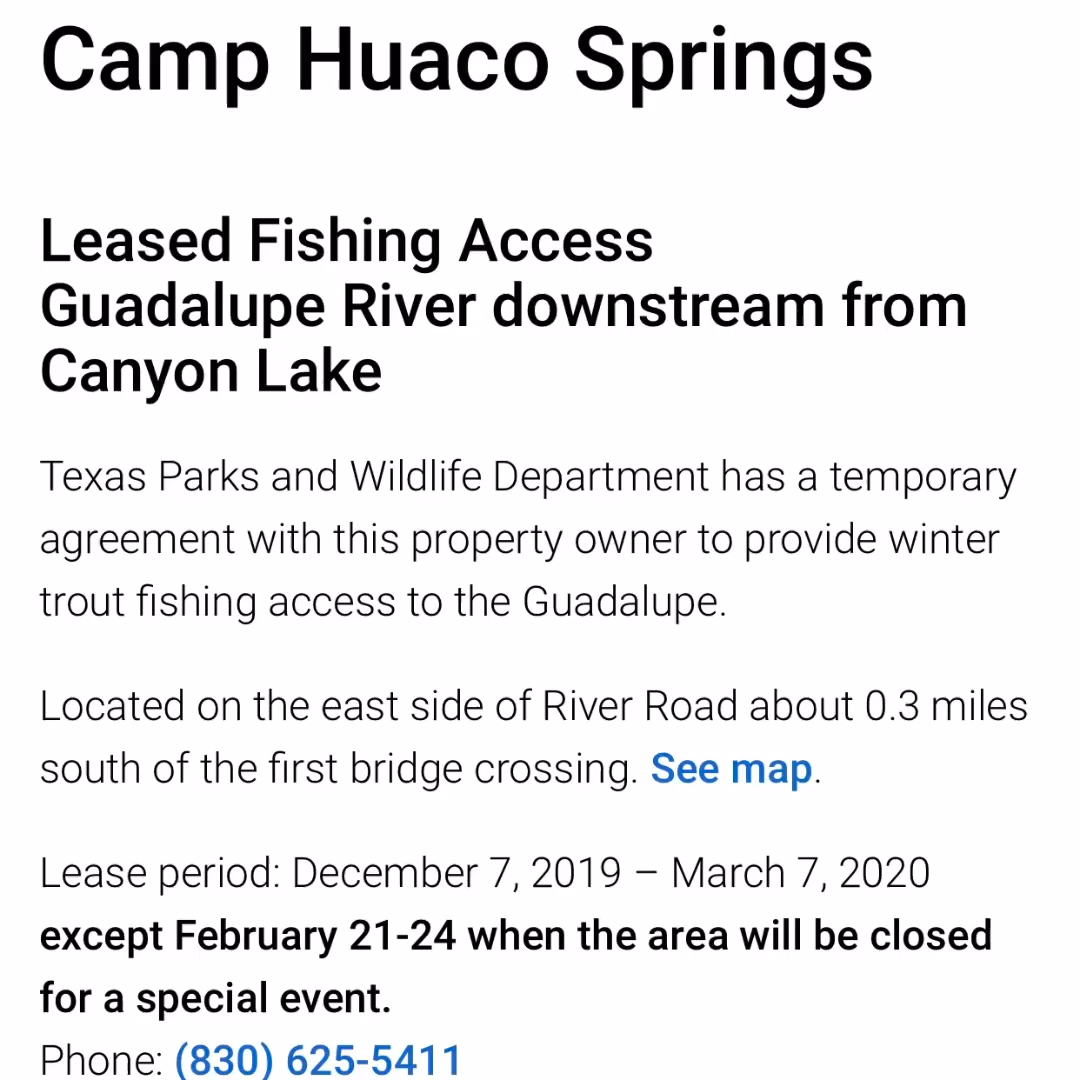 Camp Huaco Springs
Leased Fishing Access
Guadalupe River downstream from
Canyon Lake
Texas Parks and Wildlife Department has a temporary
agreement with this property owner to provide winter
trout fishing access to the Guadalupe.
Located on the east side of River Road about 0.3 miles
south of the first bridge crossing. See map.
Lease period: December 7, 2019 – March 7, 2020
except February 21-24 when the area will be closed
for a special event.
Phone: (830) 625-5411